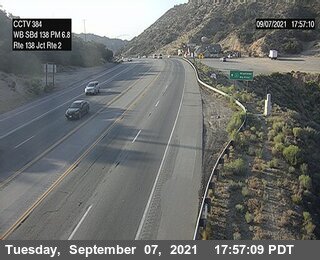 CCTV 384
WB SBd 138 PM 6.8
Rte 138 Jct Rte 2
09/07/2021 17:57:10
Tuesday, September 07, 2021 17:57:09 PDT